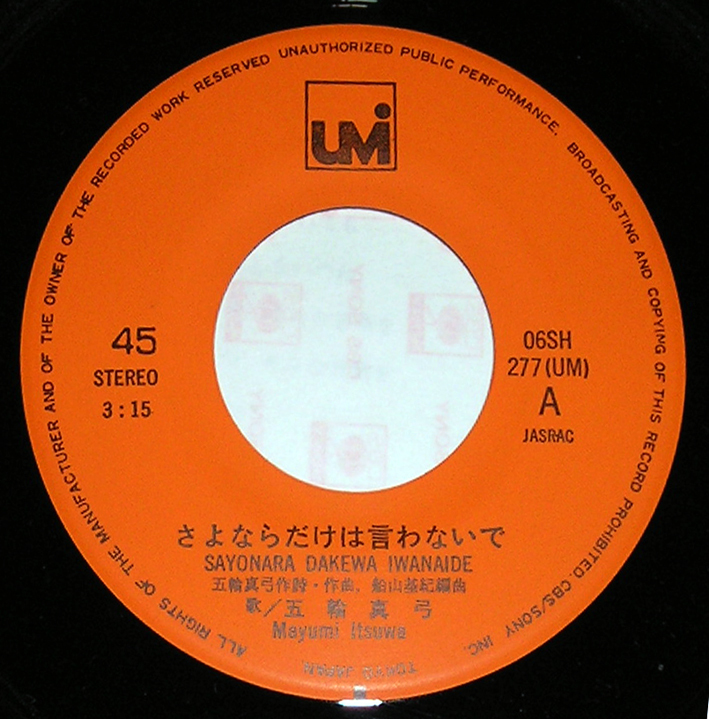 ALL RIGHTS OF THE MANUFACTURER AND OF THE OWNER OF THE RECORDED WORK RESERVED UNAUTHORIZED PUBLIC PERFORMANCE. BROADCASTING AND COPYING OF THIS RECORD PROHIBITED. CBS/SONY INC.
TOKYO JAPAN
UMI
45
STEREO
3:15
06SH
277(UM)
A
JASRAC
さよならだけは言わないで
SAYONARA DAKEWA IWANAIDE
五輪真弓作詩・作曲，船山基紀編曲
歌／五輪真弓
Mayumi Itsuwa